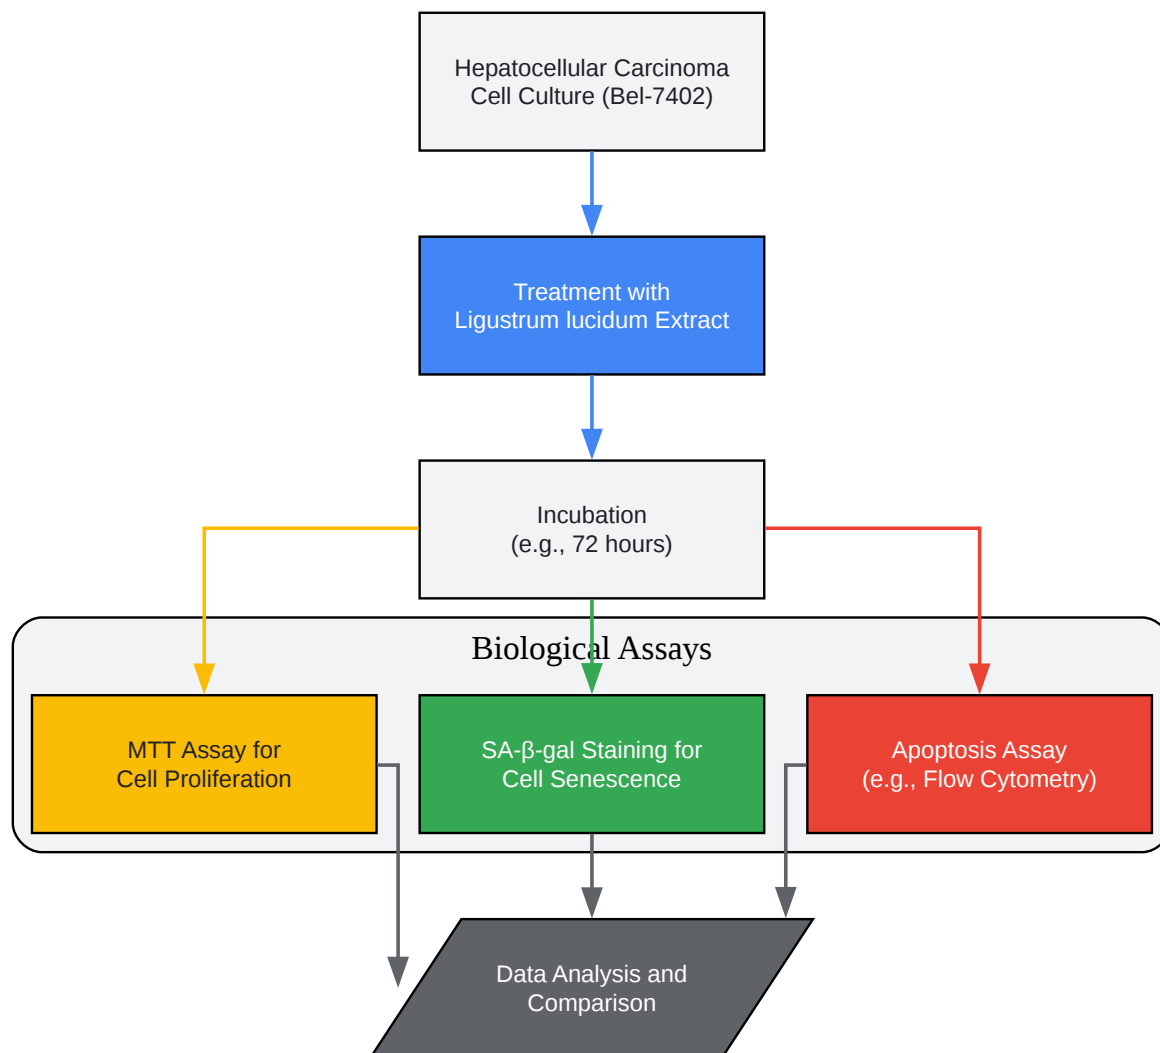 Hepatocellular Carcinoma
Cell Culture (Bel-7402)
Treatment with
Ligustrum lucidum Extract
Incubation
(e.g., 72 hours)
Biological Assays
MTT Assay for
Cell Proliferation
SA-β-gal Staining for
Cell Senescence
Apoptosis Assay
(e.g., Flow Cytometry)
Data Analysis and
Comparison